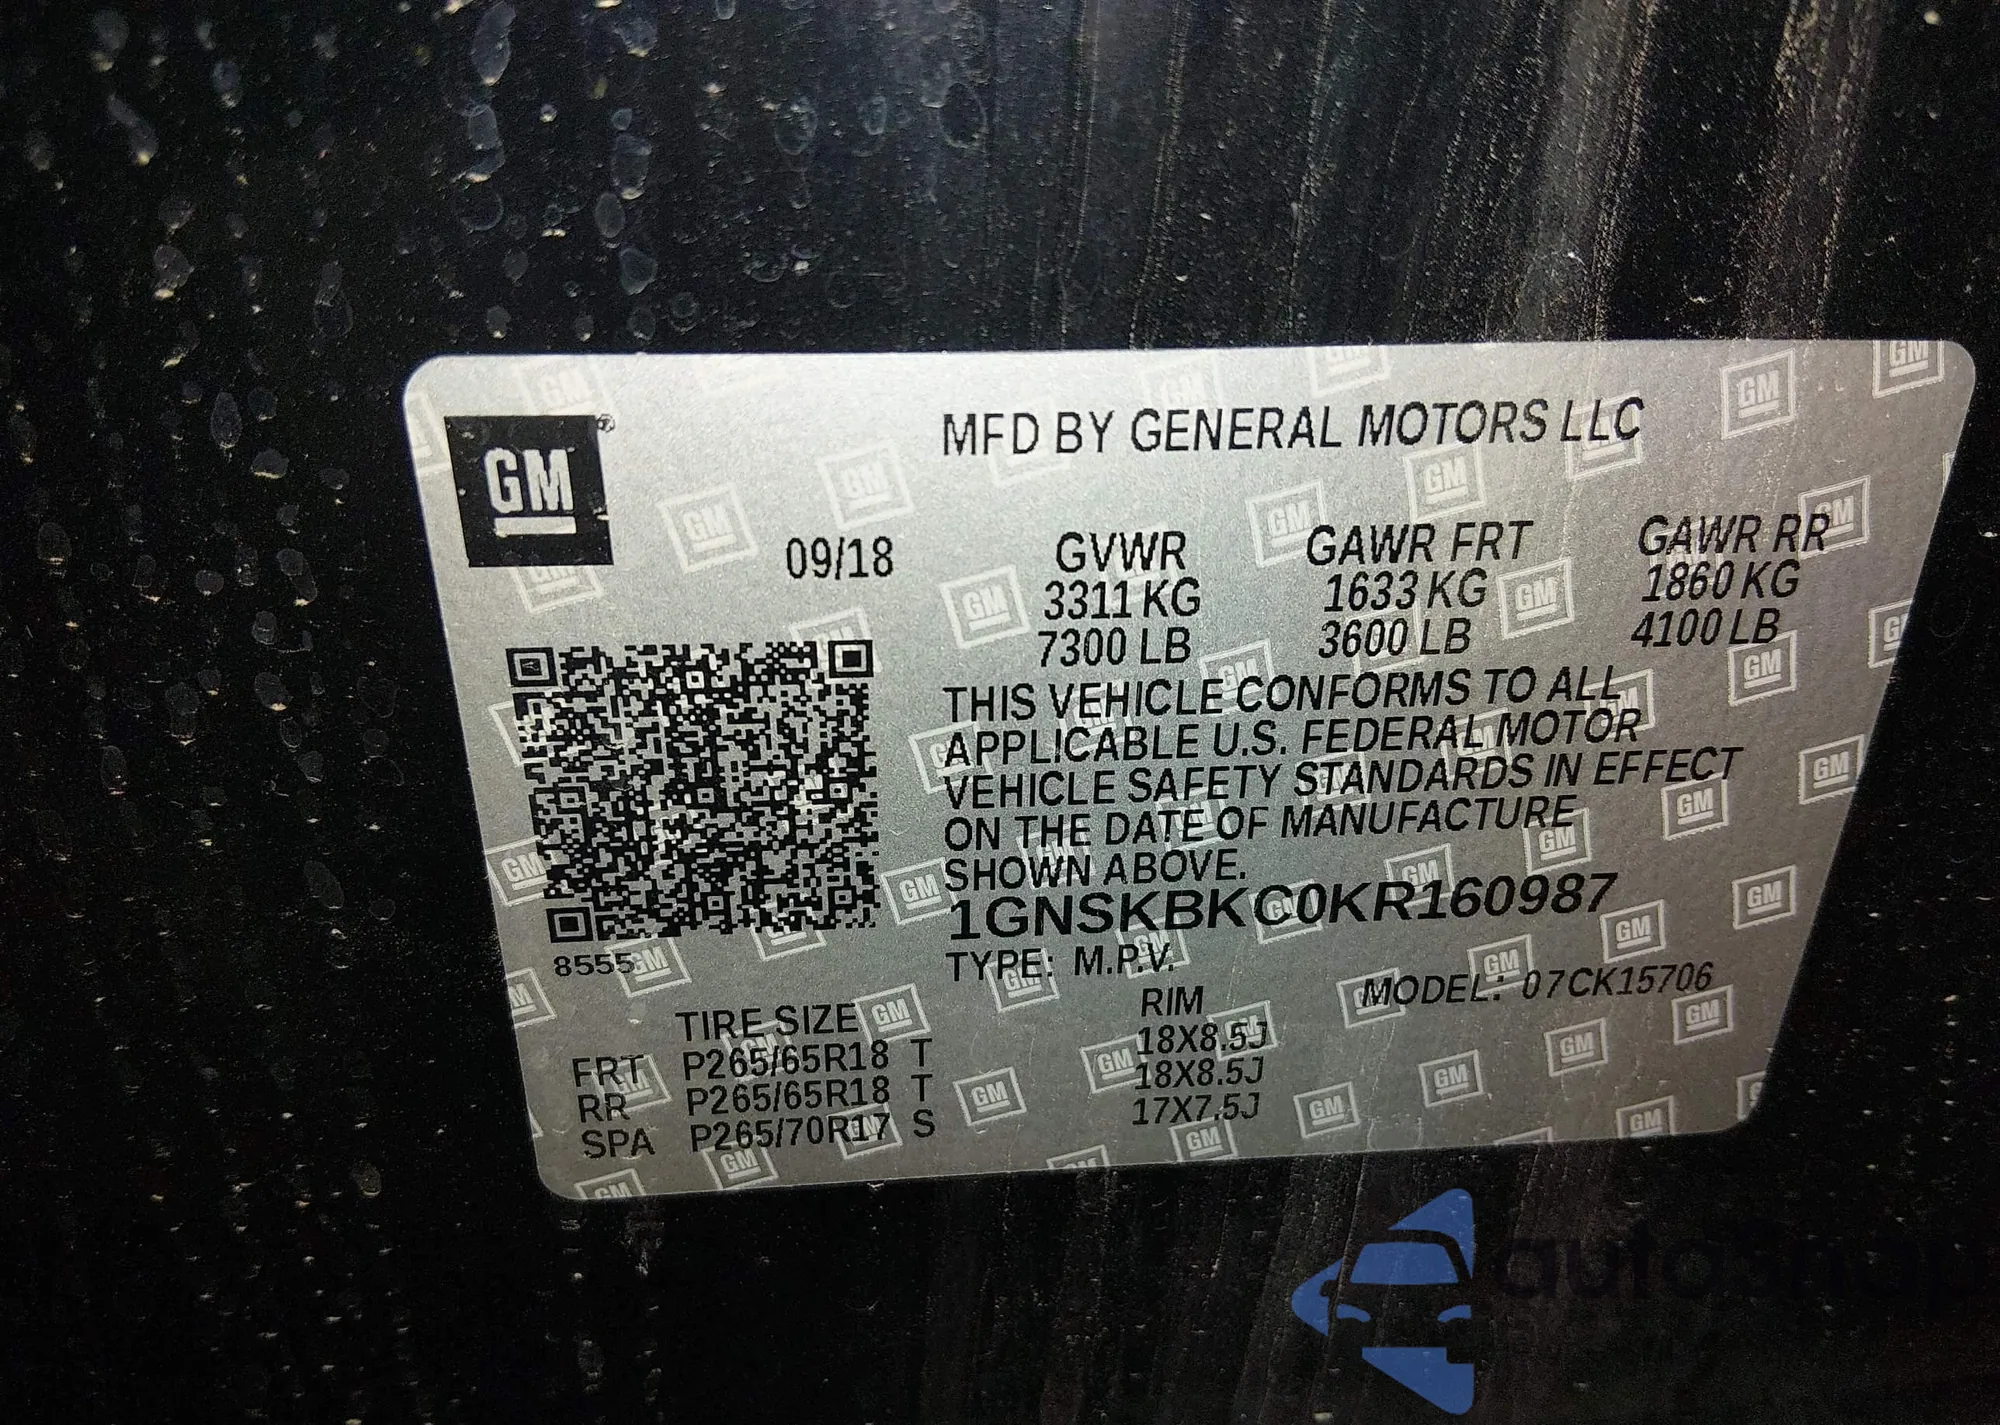 GM
MFD BY GENERAL MOTORS LLC
09/18
GVWR GAWR FRT GAWR RR
3311 KG 1633 KG 1860 KG
7300 LB 3600 LB 4100 LB
THIS VEHICLE CONFORMS TO ALL
APPLICABLE U.S. FEDERAL MOTOR
VEHICLE SAFETY STANDARDS IN EFFECT
ON THE DATE OF MANUFACTURE
SHOWN ABOVE.
1GNSKBKC0KR160987
8555
TYPE: M.P.V. MODEL: 07CK15706
TIRE SIZE RIM
FRT P265/65R18 T 18X8.5J
RR P265/65R18 T 18X8.5J
SPA P265/70R17 S 17X7.5J
autosnap